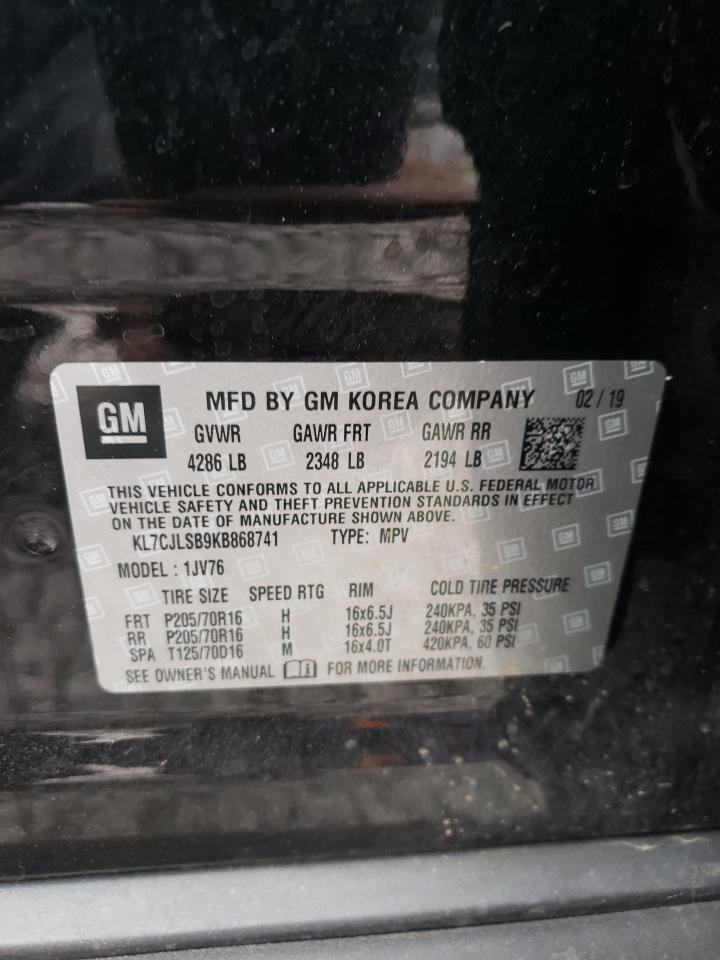 GM MFD BY GM KOREA COMPANY 02 / 19
GVWR GAWR FRT GAWR RR
4286 LB 2348 LB 2194 LB
THIS VEHICLE CONFORMS TO ALL APPLICABLE U.S. FEDERAL MOTOR
VEHICLE SAFETY AND THEFT PREVENTION STANDARDS IN EFFECT
ON THE DATE OF MANUFACTURE SHOWN ABOVE.
KL7CJLSB9KB868741 TYPE: MPV
MODEL : 1JV76
TIRE SIZE SPEED RTG RIM COLD TIRE PRESSURE
FRT P205/70R16 H 16x6.5J 240KPA, 35 PSI
RR P205/70R16 H 16x6.5J 240KPA, 35 PSI
SPA T125/70D16 M 16x4.0T 420KPA, 60 PSI
SEE OWNER'S MANUAL FOR MORE INFORMATION.